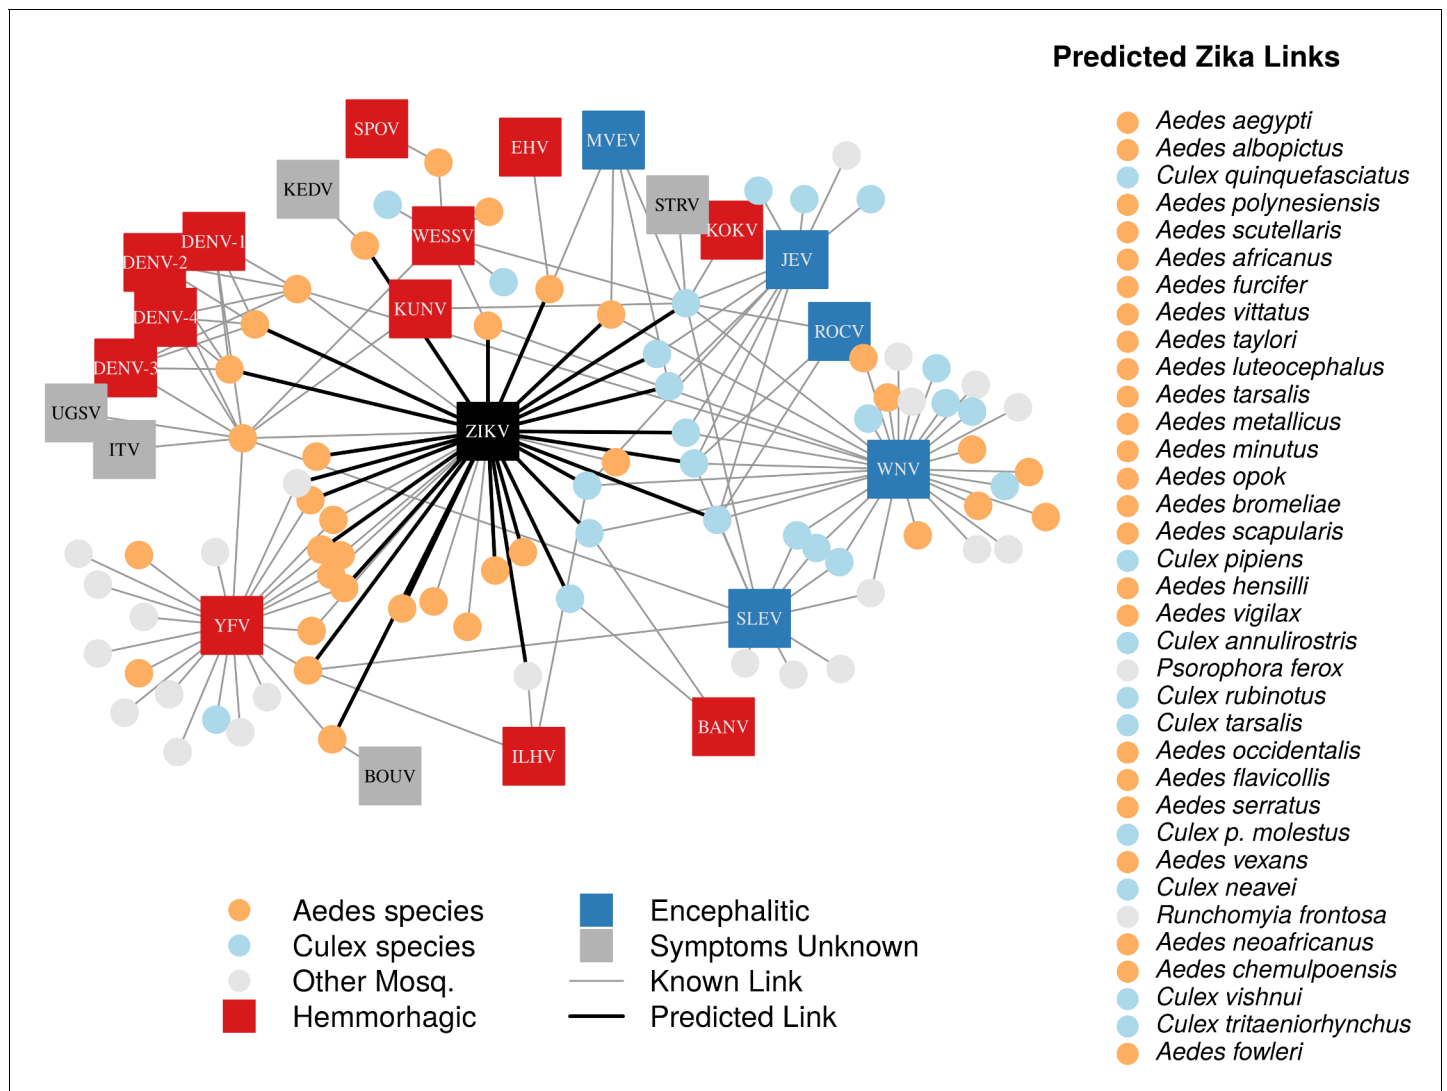 Predicted Zika Links
SPOV
EHV
MVEV
KEDV
STRV
KOKV
WESSV
DENV-1
DENV-2
JEV
KUNV
DENV-4
ROCV
DENV-3
UGSV
ITV
ZIKV
WNV
YFV
SLEV
BANV
ILHV
BOUV
Aedes aegypti
Aedes albopictus
Culex quinquefasciatus
Aedes polynesiensis
Aedes scutellaris
Aedes africanus
Aedes furcifer
Aedes vittatus
Aedes taylori
Aedes luteocephalus
Aedes tarsalis
Aedes metallicus
Aedes minutus
Aedes opok
Aedes bromeliae
Aedes scapularis
Culex pipiens
Aedes hensilli
Aedes vigilax
Culex annulirostris
Psorophora ferox
Culex rubinotus
Culex tarsalis
Aedes occidentalis
Aedes flavicollis
Aedes serratus
Culex p. molestus
Aedes vexans
Culex neavei
Runchomyia frontosa
Aedes neoafricanus
Aedes chemulpoensis
Culex vishnui
Culex tritaeniorhynchus
Aedes fowleri
Aedes species
Culex species
Other Mosq.
Hemmorhagic
Encephalitic
Symptoms Unknown
Known Link
Predicted Link